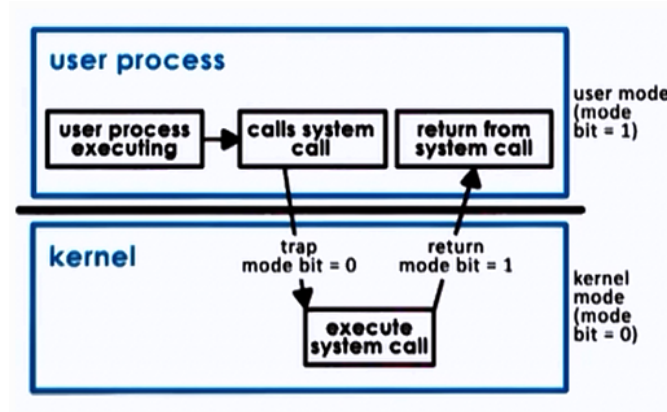 user process
user process
executing
calls system
call
return from
system call
user mode
(mode
bit = 1)
kernel
trap
mode bit = 0
return
mode bit = 1
execute
system call
kernel
mode
(mode
bit = 0)